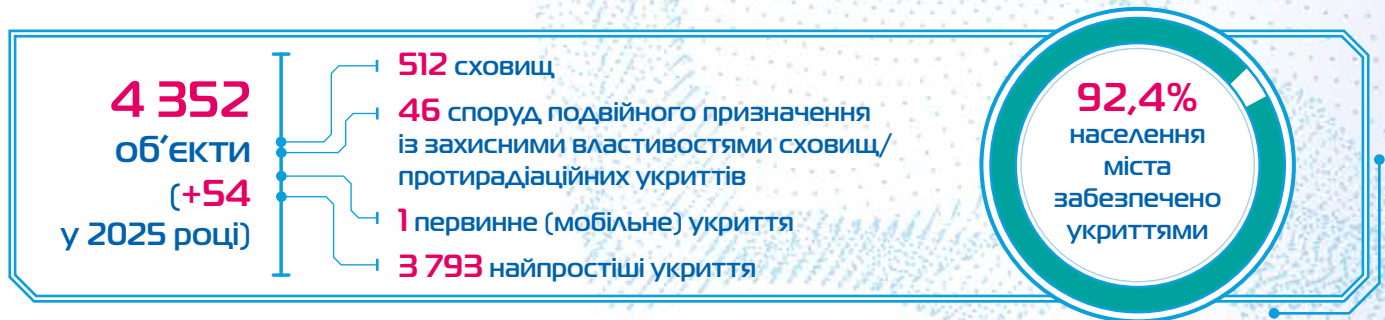 4 352
об’єкти
(+54
у 2025 році)
512 сховищ
46 споруд подвійного призначення
із захисними властивостями сховищ/
протирадіаційних укриттів
1 первинне (мобільне) укриття
3 793 найпростіші укриття
92,4%
населення
міста
забезпечено
укриттями